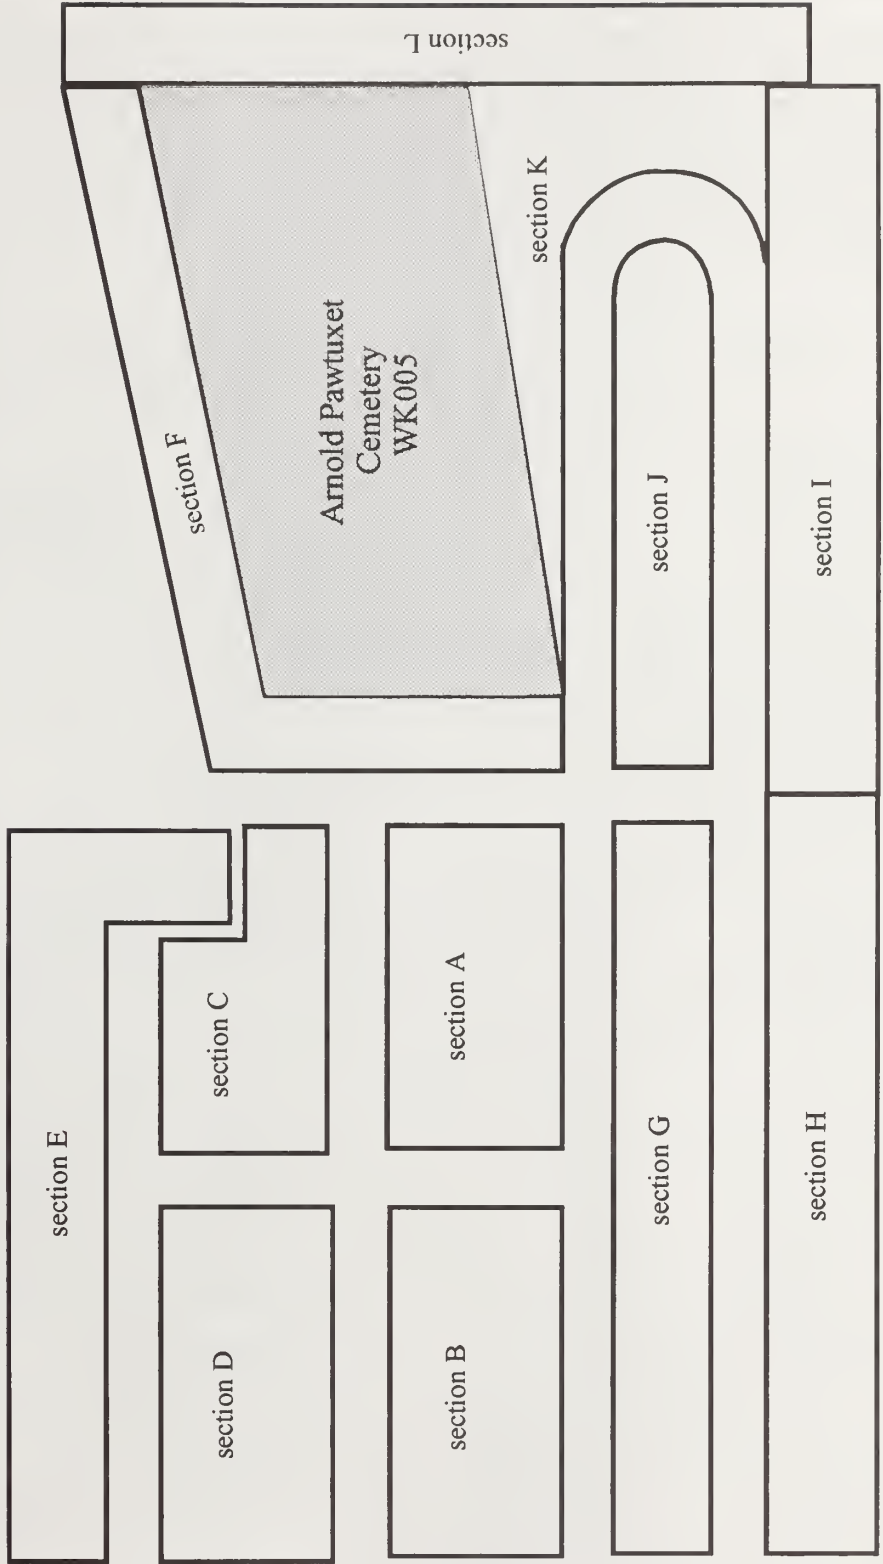 section L
section K
section F
Arnold Pawtuxet
Cemetery
WK005
section J
section I
section C
section A
section E
section G
section H
section D
section B